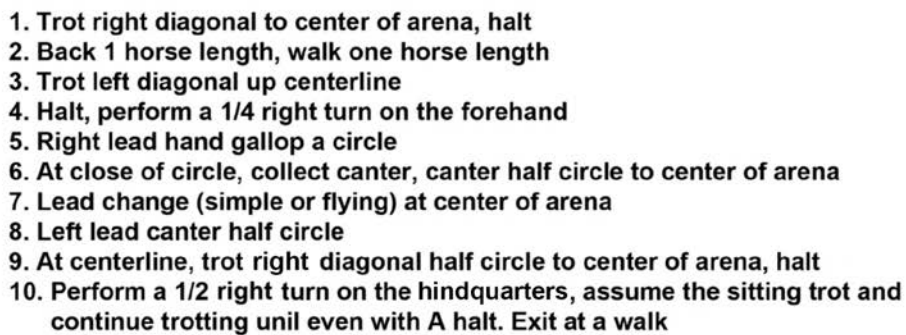 1. Trot right diagonal to center of arena, halt
2. Back 1 horse length, walk one horse length
3. Trot left diagonal up centerline
4. Halt, perform a 1/4 right turn on the forehand
5. Right lead hand gallop a circle
6. At close of circle, collect canter, canter half circle to center of arena
7. Lead change (simple or flying) at center of arena
8. Left lead canter half circle
9. At centerline, trot right diagonal half circle to center of arena, halt
10. Perform a 1/2 right turn on the hindquarters, assume the sitting trot and
continue trotting unil even with A halt. Exit at a walk